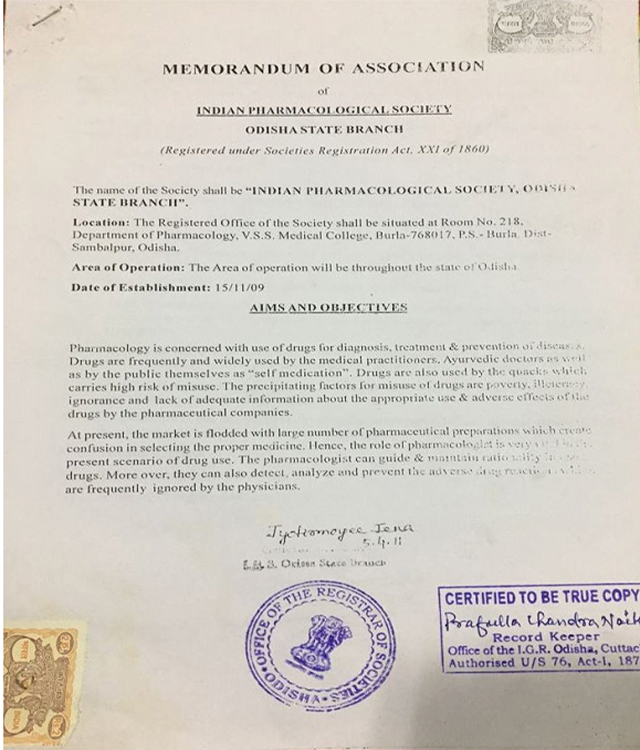 MEMORANDUM OF ASSOCIATION
of
INDIAN PHARMACOLOGICAL SOCIETY
ODISHA STATE BRANCH
(Registered under Societies Registration Act, XXI of 1860)
The name of the Society shall be "INDIAN PHARMACOLOGICAL SOCIETY, ODISHA
STATE BRANCH".
Location: The Registered Office of the Society shall be situated at Room No. 218,
Department of Pharmacology, V.S.S. Medical College, Burla-768017, P.S.- Burla, Dist-
Sambalpur, Odisha.
Area of Operation: The Area of operation will be throughout the state of Odisha
Date of Establishment: 15/11/09
AIMS AND OBJECTIVES
Pharmacology is concerned with use of drugs for diagnosis, treatment & prevention of diseases.
Drugs are frequently and widely used by the medical practitioners, Ayurvedic doctors as well
as by the public themselves as "self medication". Drugs are also used by the quacks which
carries high risk of misuse. The precipitating factors for misuse of drugs are poverty, illeteracy,
ignorance and lack of adequate information about the appropriate use & adverse effects of the
drugs by the pharmaceutical companies.
At present, the market is flodded with large number of pharmaceutical preparations which create
confusion in selecting the proper medicine. Hence, the role of pharmacologist is very
present scenario of drug use. The pharmacologist can guide & maintain rationality in
drugs. More over, they can also detect, analyze and prevent the adverse drug reaction which
are frequently ignored by the physicians.
Jyotirmoyee Jena
5.4.11
Orissa State Branch
OFFICE OF THE REGISTRAR OF SOCIETIES
ODISHA
CERTIFIED TO BE TRUE COPY
Prafulla Chandra Naik
Record Keeper
Office of the I.G.R. Odisha, Cuttac
Authorised U/S 76, Act-I, 187